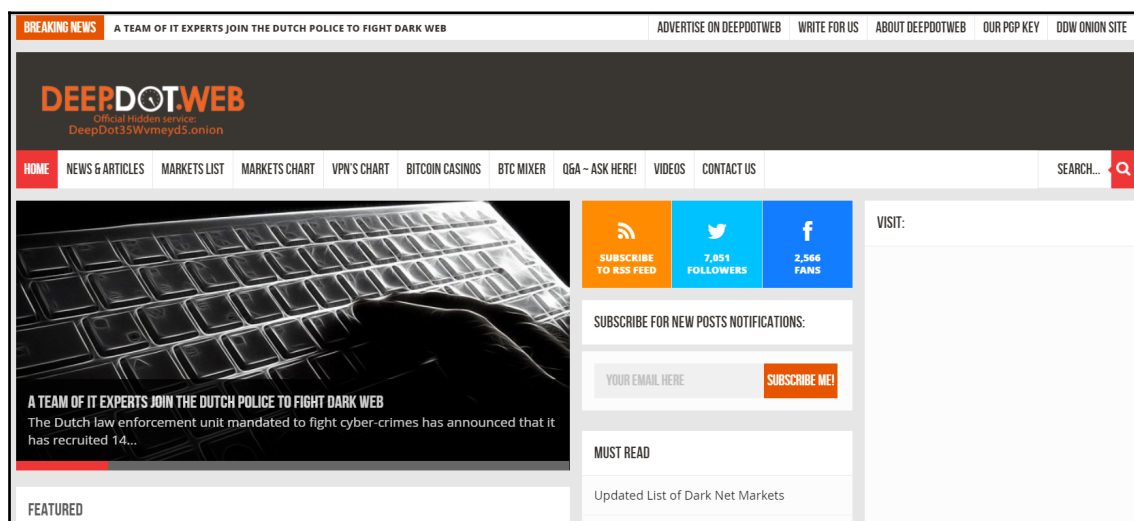 BREAKING NEWS A TEAM OF IT EXPERTS JOIN THE DUTCH POLICE TO FIGHT DARK WEB ADVERTISE ON DEEPDOTWEB WRITE FOR US ABOUT DEEPDOTWEB OUR PGP KEY DDW ONION SITE
DEEP.DOT.WEB
Official Hidden service:
DeepDot35Wvmeyd5.onion
HOME NEWS & ARTICLES MARKETS LIST MARKETS CHART VPN'S CHART BITCOIN CASINOS BTC MIXER Q&A ~ ASK HERE! VIDEOS CONTACT US SEARCH...
A TEAM OF IT EXPERTS JOIN THE DUTCH POLICE TO FIGHT DARK WEB
The Dutch law enforcement unit mandated to fight cyber-crimes has announced that it
has recruited 14...
FEATURED
SUBSCRIBE
TO RSS FEED
7,051
FOLLOWERS
2,566
FANS
SUBSCRIBE FOR NEW POSTS NOTIFICATIONS:
YOUR EMAIL HERE SUBSCRIBE ME!
MUST READ
Updated List of Dark Net Markets
VISIT: